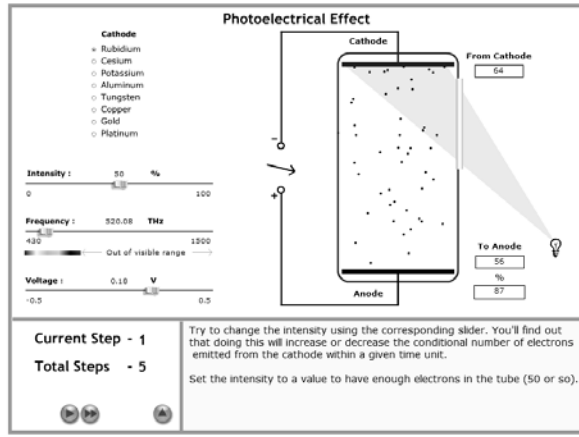 Photoelectrical Effect
Cathode
Rubidium
Cesium
Potassium
Aluminum
Tungsten
Copper
Gold
Platinum
Intensity : 50 %
0 100
Frequency : 520.08 THz
430 1500
Out of visible range
Voltage : 0.18 V
-0.5 0.5
Cathode
From Cathode
64
-
+
To Anode
56
%
87
Anode
Current Step - 1
Total Steps - 5
Try to change the intensity using the corresponding slider. You'll find out
that doing this will increase or decrease the conditional number of electrons
emitted from the cathode within a given time unit.
Set the intensity to a value to have enough electrons in the tube (50 or so).